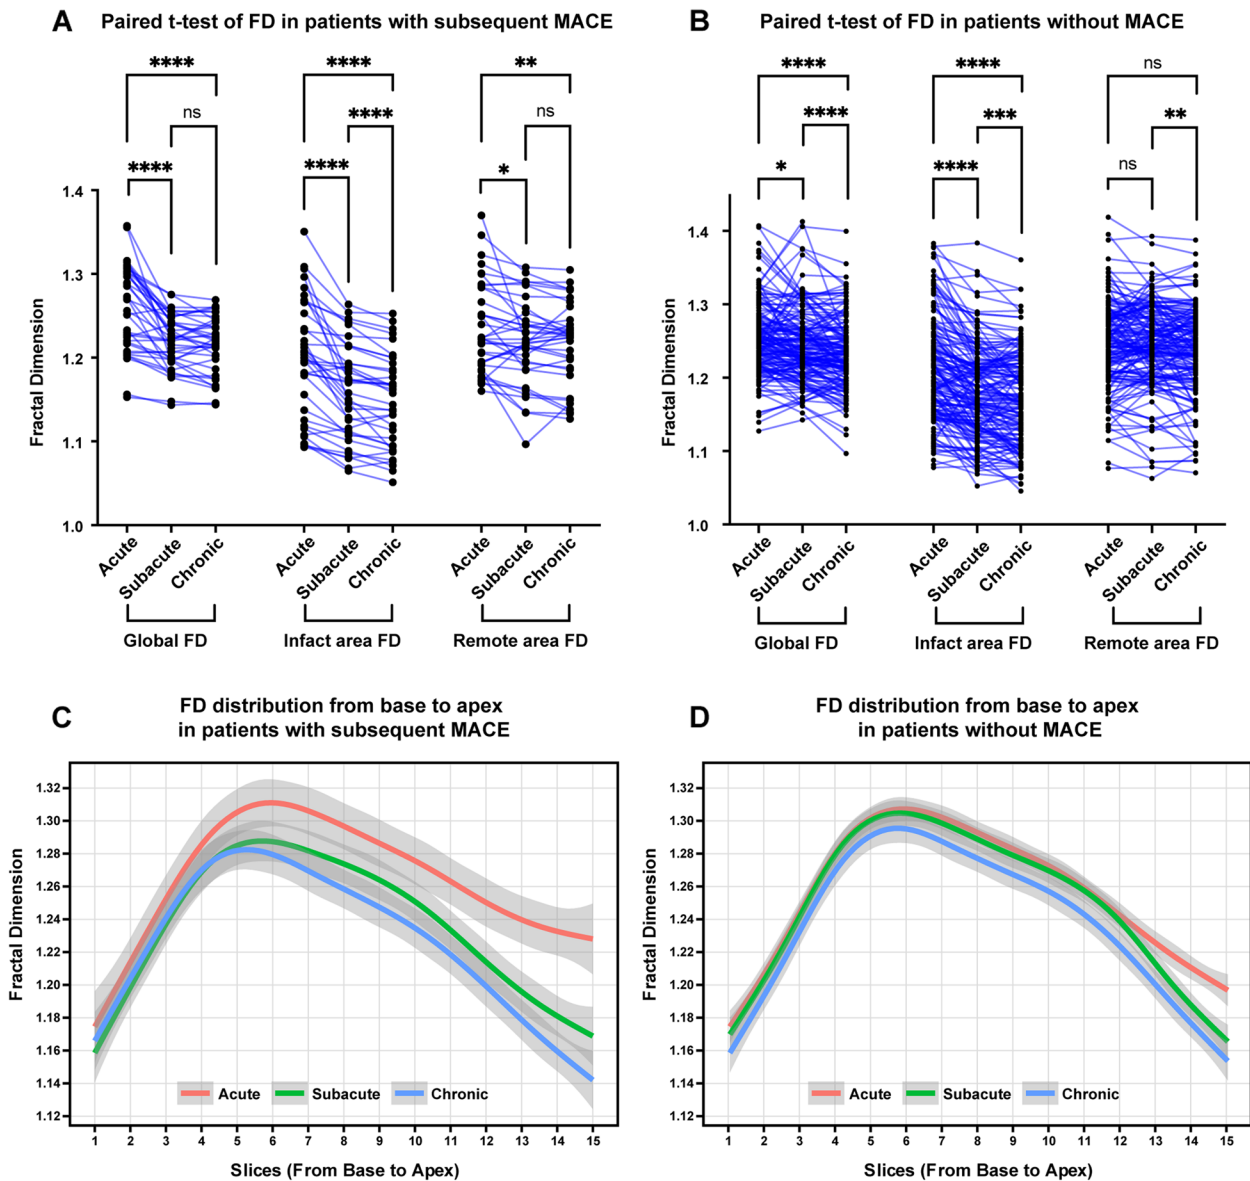 A Paired t-test of FD in patients with subsequent MACE
**** **** **
ns **** ns
**** **** *
1.4
1.3
1.2
1.1
1.0
Fractal Dimension
Acute Subacute Chronic Acute Subacute Chronic Acute Subacute Chronic
Global FD Infact area FD Remote area FD
B Paired t-test of FD in patients without MACE
**** **** ns
**** *** **
* **** ns
1.4
1.3
1.2
1.1
1.0
Fractal Dimension
Acute Subacute Chronic Acute Subacute Chronic Acute Subacute Chronic
Global FD Infact area FD Remote area FD
C FD distribution from base to apex
in patients with subsequent MACE
1.32
1.30
1.28
1.26
1.24
1.22
1.20
1.18
1.16
1.14
1.12
Fractal Dimension
Acute Subacute Chronic
1 2 3 4 5 6 7 8 9 10 11 12 13 14 15
Slices (From Base to Apex)
D FD distribution from base to apex
in patients without MACE
1.32
1.30
1.28
1.26
1.24
1.22
1.20
1.18
1.16
1.14
1.12
Fractal Dimension
Acute Subacute Chronic
1 2 3 4 5 6 7 8 9 10 11 12 13 14 15
Slices (From Base to Apex)